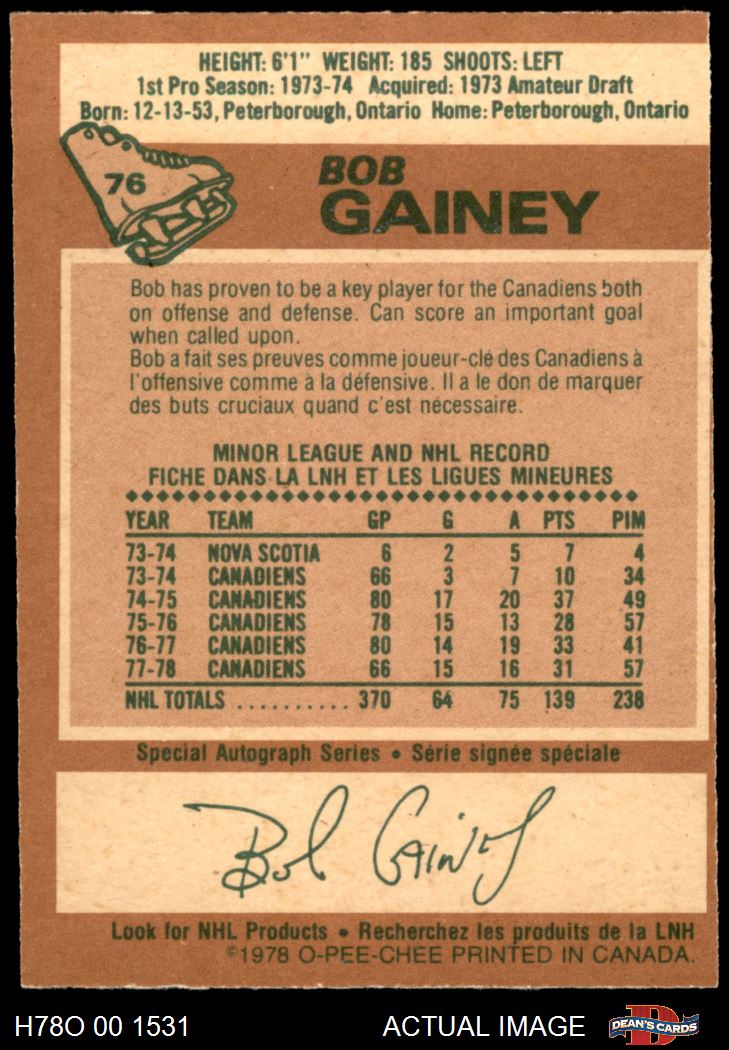 HEIGHT: 6'1" WEIGHT: 185 SHOOTS: LEFT
1st Pro Season: 1973-74 Acquired: 1973 Amateur Draft
Born: 12-13-53, Peterborough, Ontario Home: Peterborough, Ontario
76
BOB
GAINEY
Bob has proven to be a key player for the Canadiens both
on offense and defense. Can score an important goal
when called upon.
Bob a fait ses preuves comme joueur-clé des Canadiens à
l'offensive comme à la défensive. Il a le don de marquer
des buts cruciaux quand c'est nécessaire.
MINOR LEAGUE AND NHL RECORD
FICHE DANS LA LNH ET LES LIGUES MINEURES
YEAR TEAM GP G A PTS PIM
73-74 NOVA SCOTIA 6 2 5 7 4
73-74 CANADIENS 66 3 7 10 34
74-75 CANADIENS 80 17 20 37 49
75-76 CANADIENS 78 15 13 28 57
76-77 CANADIENS 80 14 19 33 41
77-78 CANADIENS 66 15 16 31 57
NHL TOTALS .......... 370 64 75 139 238
Special Autograph Series • Série signée spéciale
Bob Gainey
Look for NHL Products • Recherchez les produits de la LNH
©1978 O-PEE-CHEE PRINTED IN CANADA.
H78O 00 1531 ACTUAL IMAGE DEAN'S CARDS